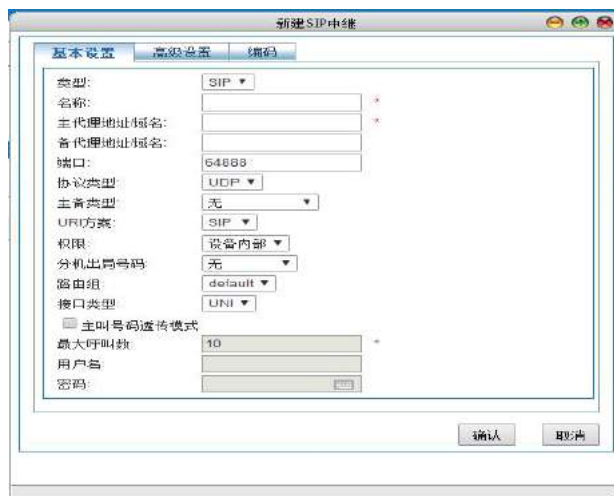 新建SIP中继
基本设置 高级设置 编码
类型: SIP
名称: *
主代理地址/域名: *
备代理地址/域名:
端口: 64888
协议类型: UDP
主备类型: 无
URI方案: SIP
权限: 设备内部
分机出局号码: 无
路由组: default
接口类型: UNI
主叫号码透传模式
最大呼叫数: 10 *
用户名:
密码:
确认 取消